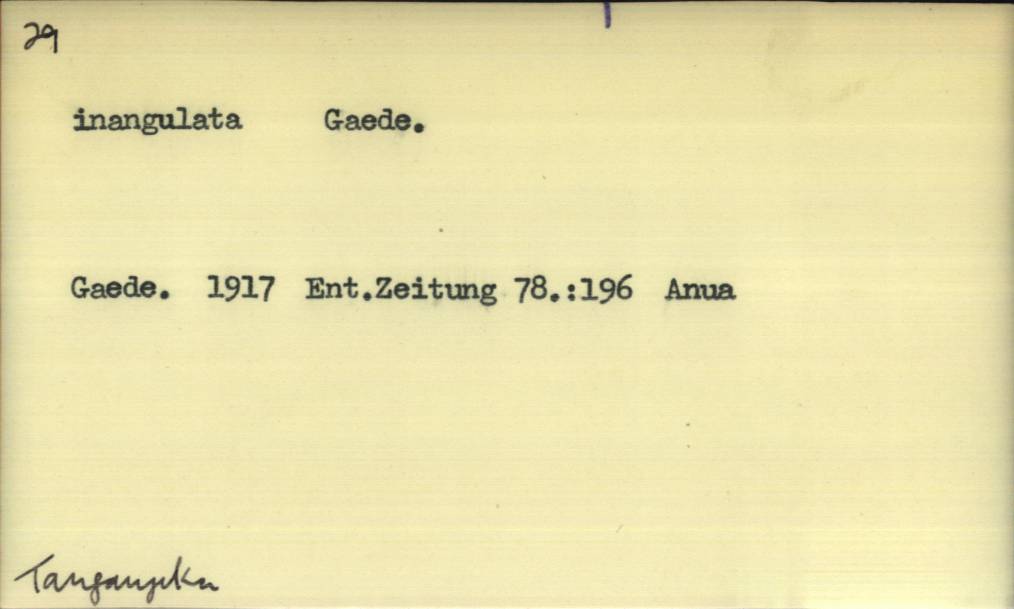 29
inangulata Gaede.
Gaede. 1917 Ent.Zeitung 78.:196 Anua
Tanganyika